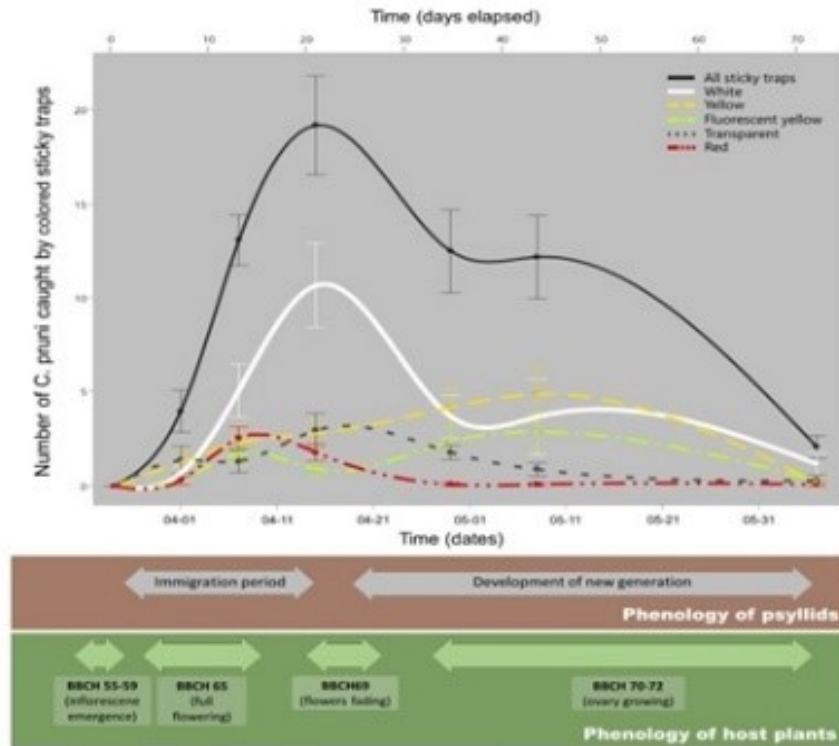 Time (days elapsed)
0 10 20 30 40 50 60 70
Number of C. pruni caught by colored sticky traps
20
15
10
5
0
All sticky traps
White
Yellow
Fluorescent yellow
Transparent
Red
04-01 04-11 04-21 05-01 05-11 05-21 05-31
Time (dates)
Immigration period
Development of new generation
Phenology of psyllids
BBCH 55-59
(inflorescene
emergence)
BBCH 65
(full
flowering)
BBCH69
(flowers fading)
BBCH 70-72
(ovary growing)
Phenology of host plants